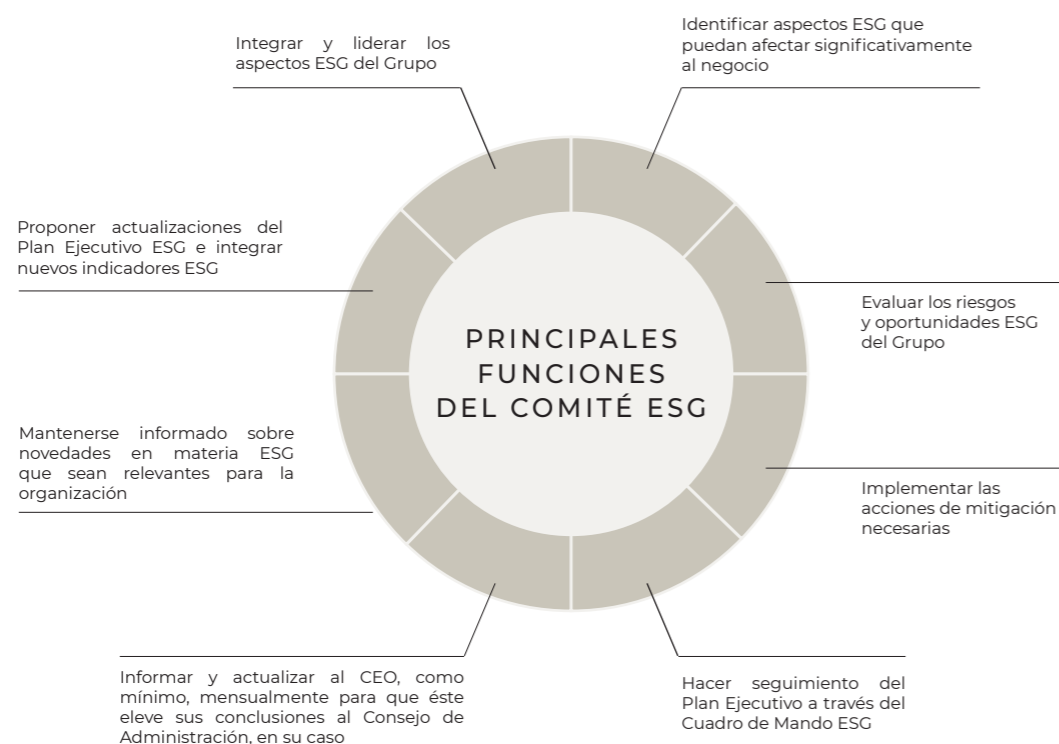 Integrar y liderar los
aspectos ESG del Grupo
Identificar aspectos ESG que
puedan afectar significativamente
al negocio
Proponer actualizaciones del
Plan Ejecutivo ESG e integrar
nuevos indicadores ESG
Evaluar los riesgos
y oportunidades ESG
del Grupo
PRINCIPALES
FUNCIONES
DEL COMITÉ ESG
Mantenerse informado sobre
novedades en materia ESG
que sean relevantes para la
organización
Implementar las
acciones de mitigación
necesarias
Informar y actualizar al CEO, como
mínimo, mensualmente para que éste
eleve sus conclusiones al Consejo de
Administración, en su caso
Hacer seguimiento del
Plan Ejecutivo a través del
Cuadro de Mando ESG